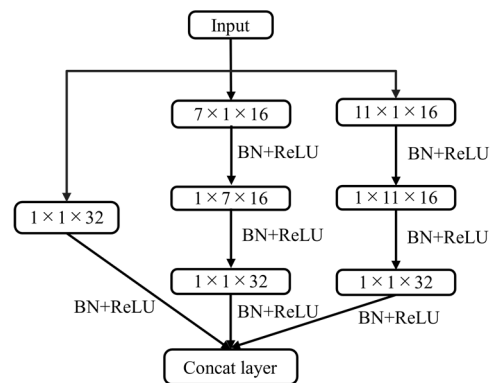 Input
7 × 1 × 16
11 × 1 × 16
BN+ReLU
BN+ReLU
1 × 1 × 32
1 × 7 × 16
1 × 11 × 16
BN+ReLU
BN+ReLU
1 × 1 × 32
1 × 1 × 32
BN+ReLU
BN+ReLU
BN+ReLU
Concat layer